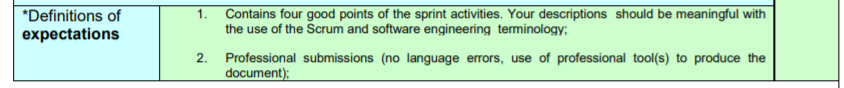 *Definitions of
expectations
1. Contains four good points of the sprint activities. Your descriptions should be meaningful with
the use of the Scrum and software engineering terminology;
2. Professional submissions (no language errors, use of professional tool(s) to produce the
document);